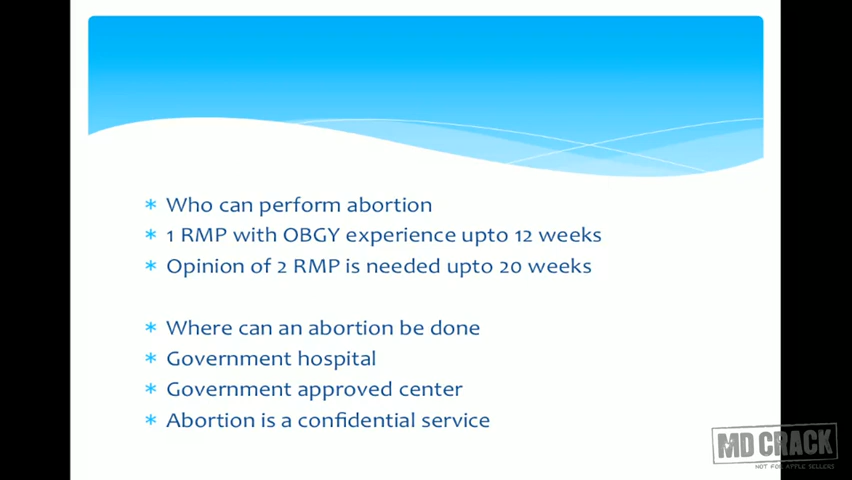 * Who can perform abortion
* 1 RMP with OBGY experience upto 12 weeks
* Opinion of 2 RMP is needed upto 20 weeks
* Where can an abortion be done
* Government hospital
* Government approved center
* Abortion is a confidential service
MD CRACK
NOT FOR APPLE SELLERS